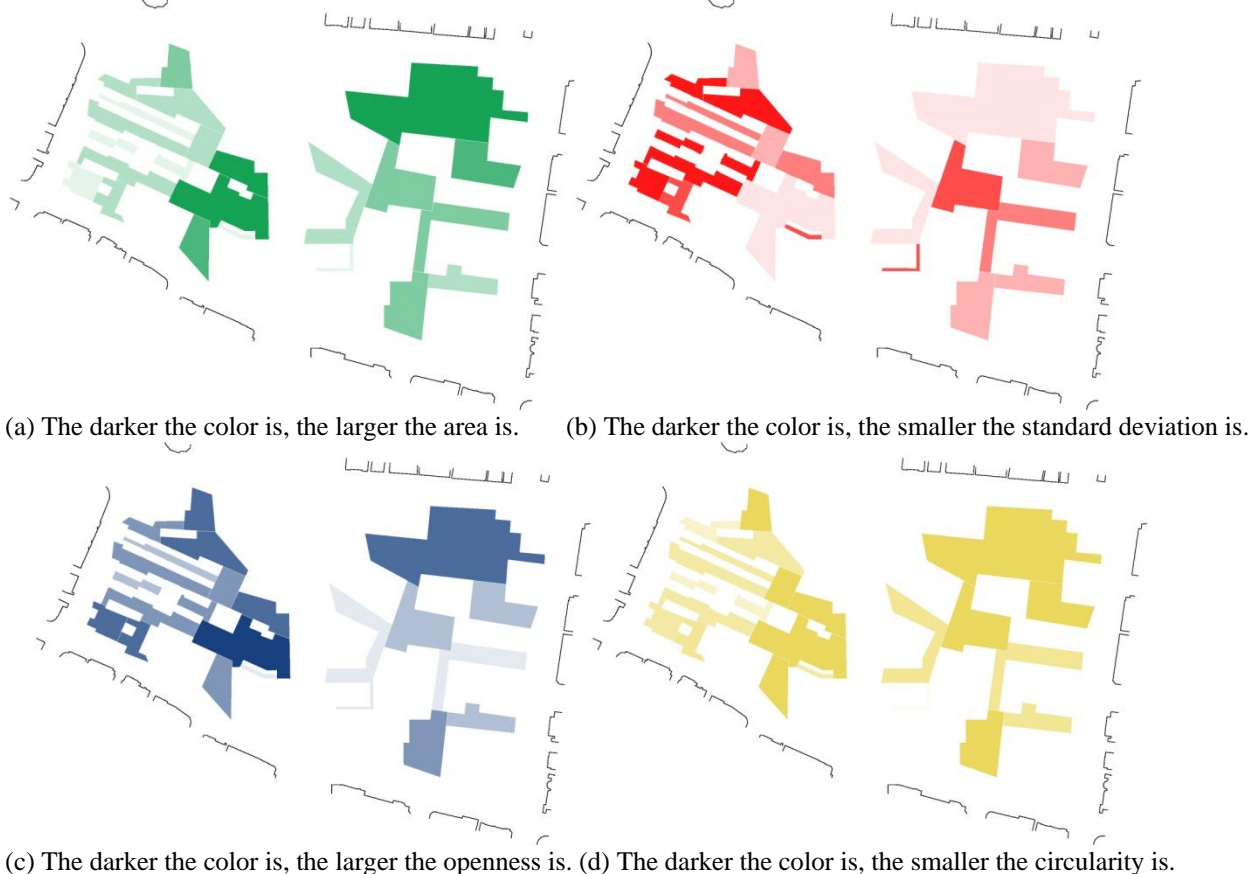 (a) The darker the color is, the larger the area is. (b) The darker the color is, the smaller the standard deviation is.
(c) The darker the color is, the larger the openness is. (d) The darker the color is, the smaller the circularity is.